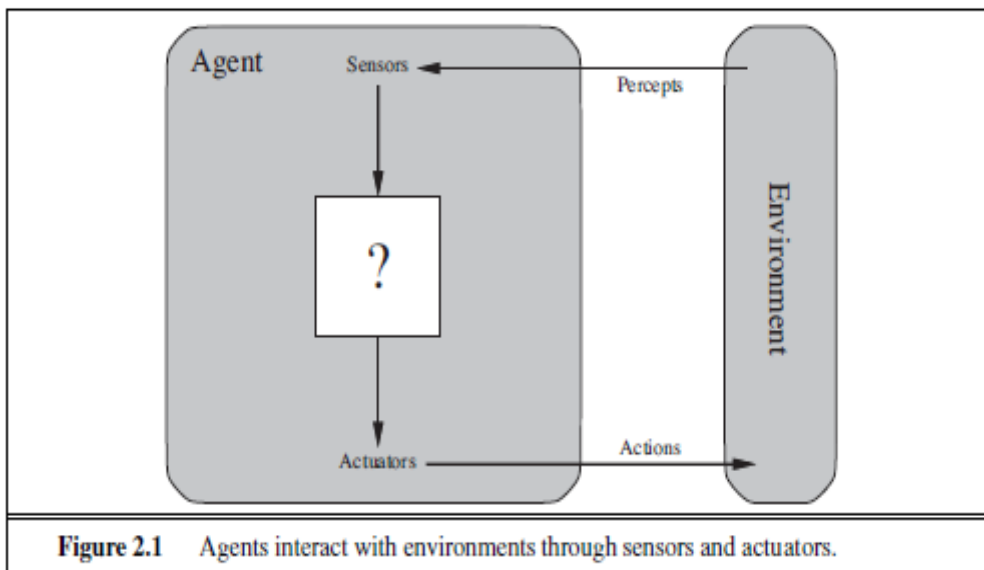 Agent
Sensors
Percepts
Environment
?
Actuators
Actions
Figure 2.1 Agents interact with environments through sensors and actuators.